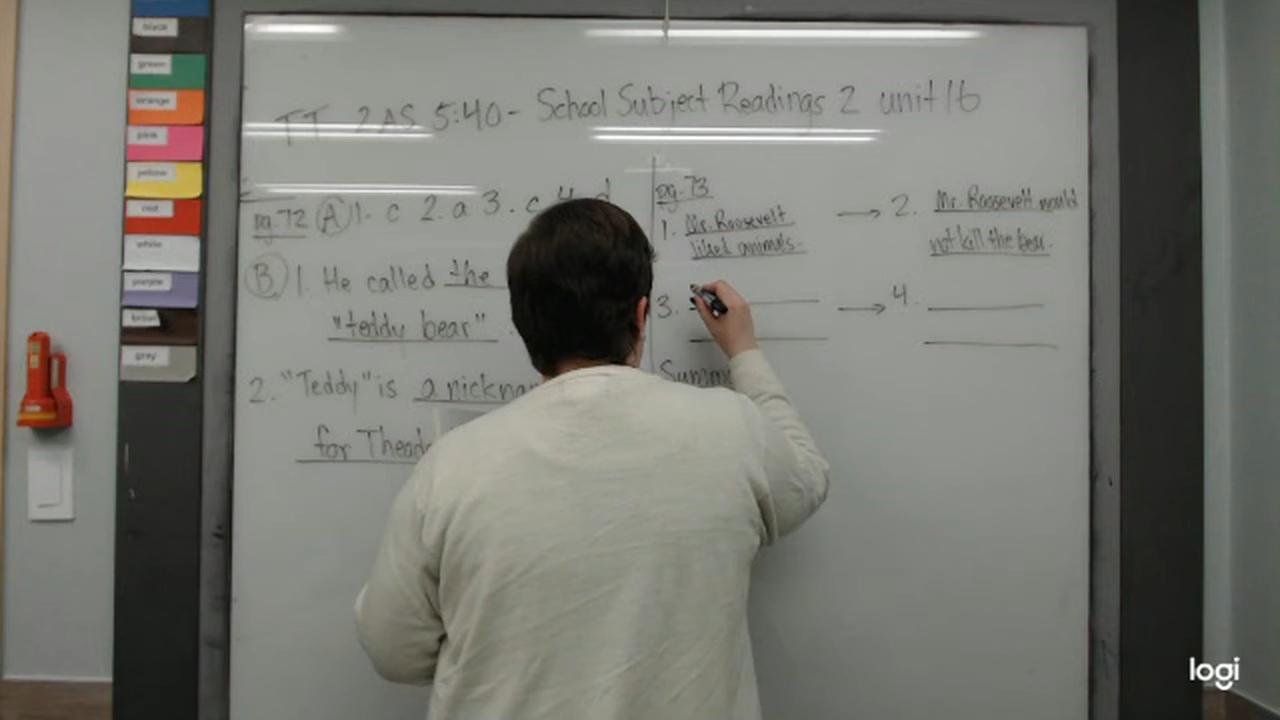 black
green
orange
pink
yellow
red
white
purple
brown
gray
TT 2AS 5:40- School Subject Readings 2 unit 16
pg. 72 A 1. c 2. a 3. c 4. d
B 1. He called the
"teddy bear"
2. "Teddy" is a nickna
for Theod
pg. 73
1. Mr. Roosevelt
liked animals.
→ 2. Mr. Roosevelt would
not kill the bear.
3.
→ 4.
Summ
logi